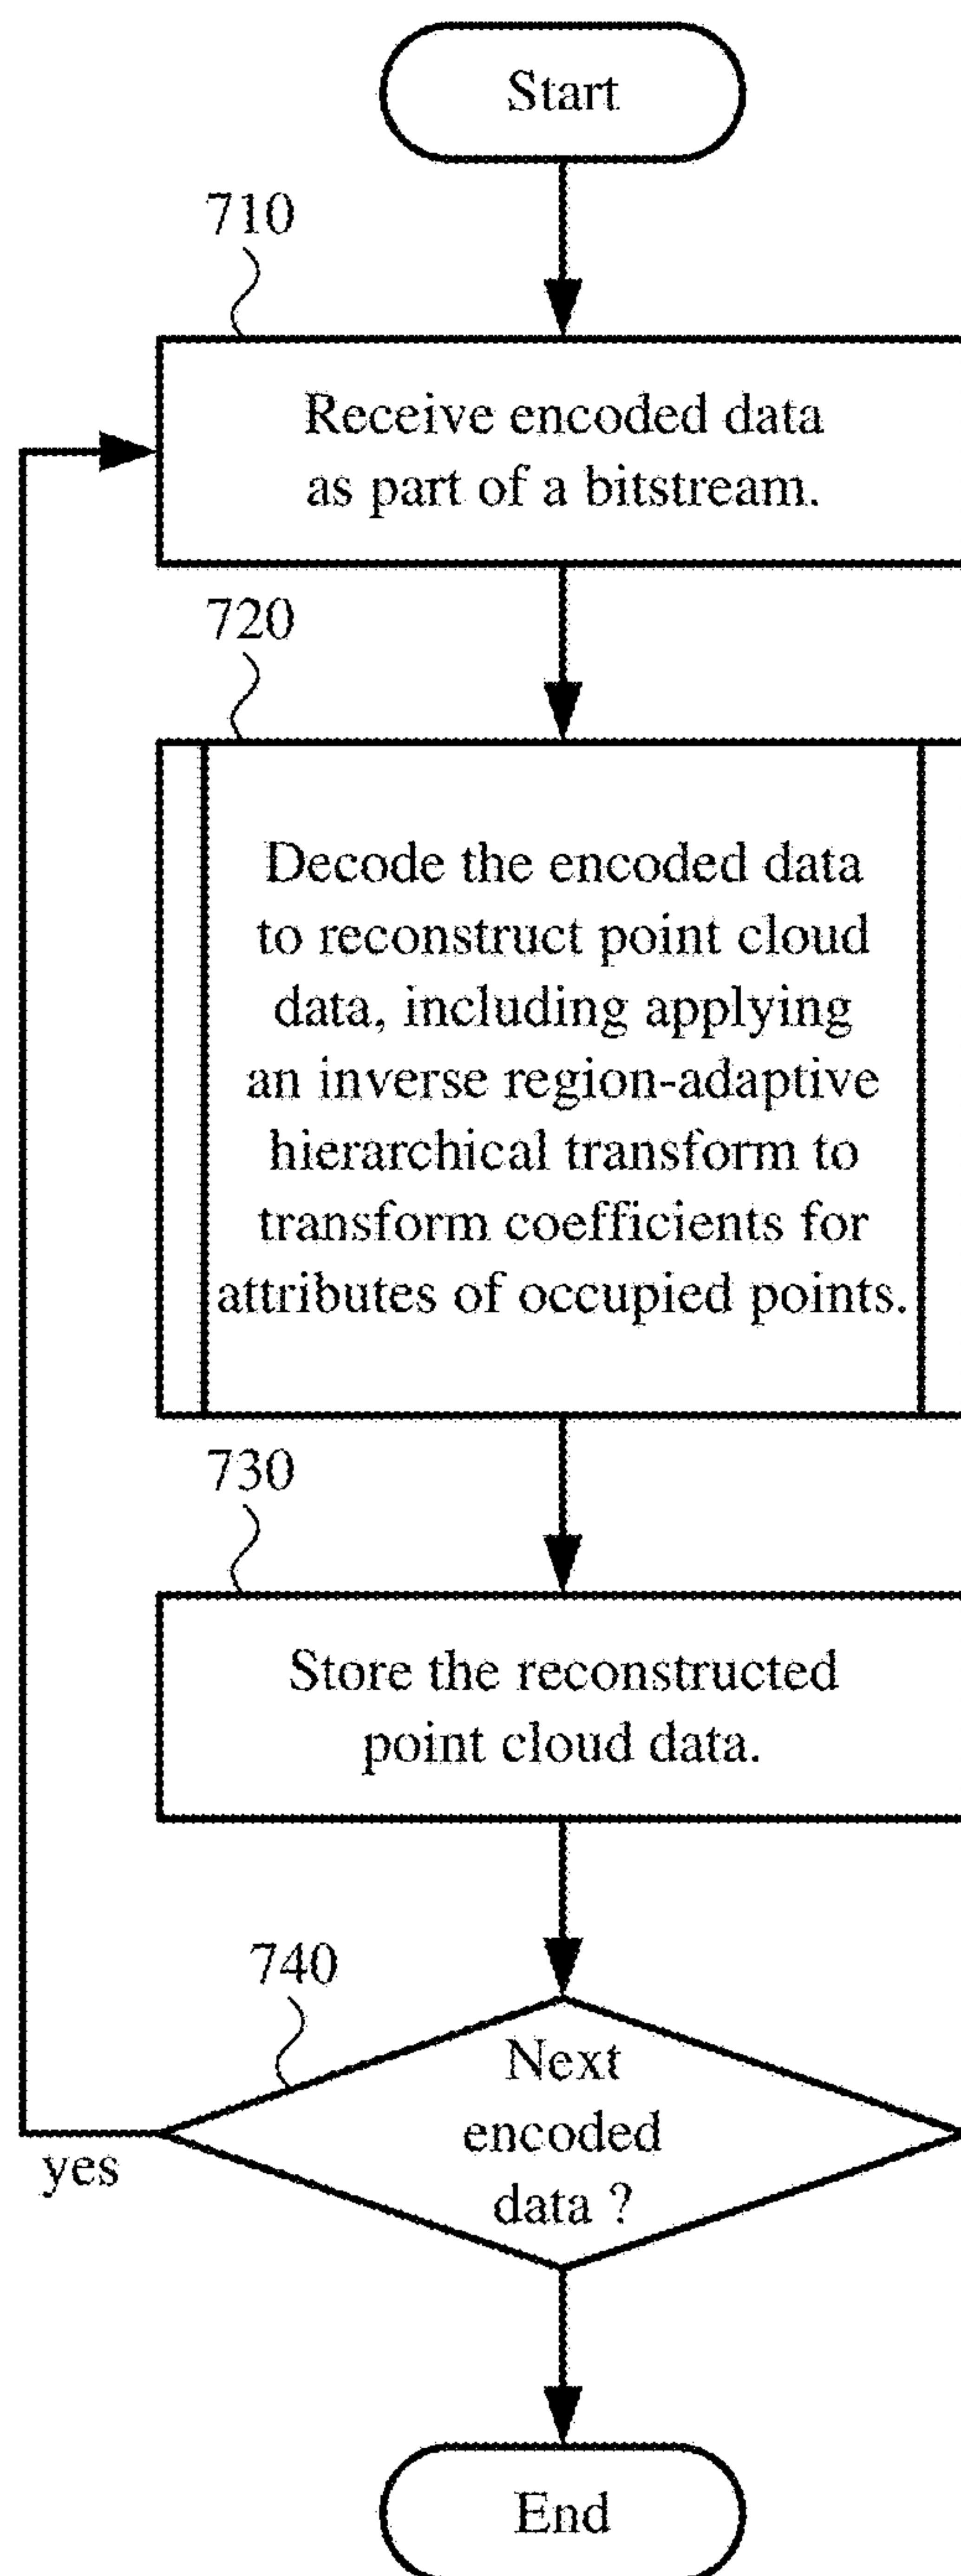 Start
710
Receive encoded data
as part of a bitstream.
720
Decode the encoded data
to reconstruct point cloud
data, including applying
an inverse region-adaptive
hierarchical transform to
transform coefficients for
attributes of occupied points.
730
Store the reconstructed
point cloud data.
740
Next
encoded
data ?
yes
End